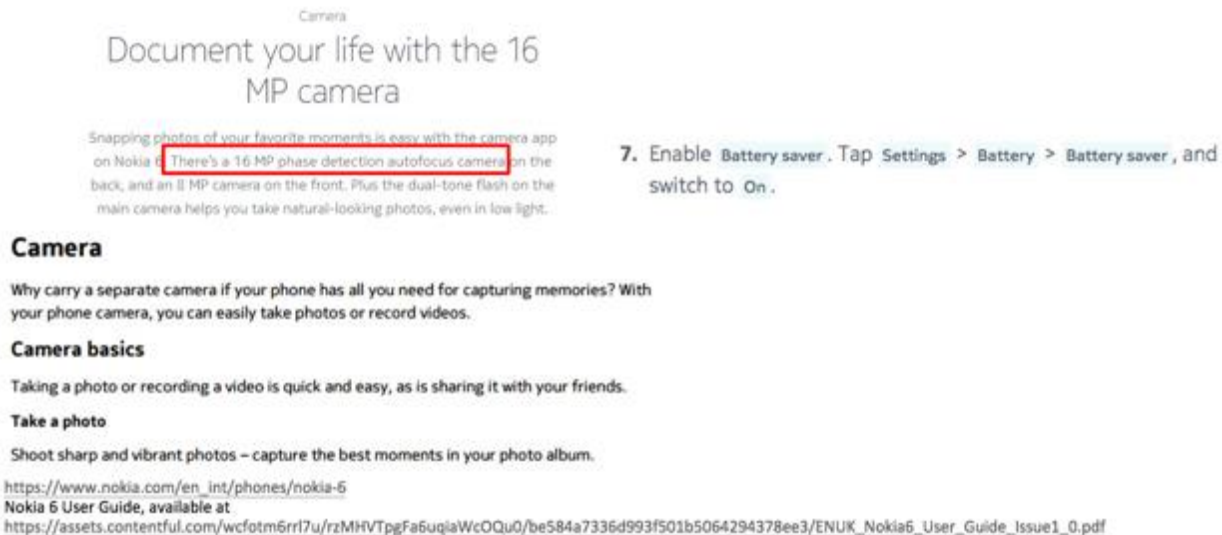 Camera
Document your life with the 16
MP camera
Snapping photos of your favorite moments is easy with the camera app
on Nokia 6. There's a 16 MP phase detection autofocus camera on the
back, and an 8 MP camera on the front. Plus the dual-tone flash on the
main camera helps you take natural-looking photos, even in low light.
7. Enable Battery saver. Tap Settings > Battery > Battery saver, and
switch to On.
Camera
Why carry a separate camera if your phone has all you need for capturing memories? With
your phone camera, you can easily take photos or record videos.
Camera basics
Taking a photo or recording a video is quick and easy, as is sharing it with your friends.
Take a photo
Shoot sharp and vibrant photos – capture the best moments in your photo album.
https://www.nokia.com/en_int/phones/nokia-6
Nokia 6 User Guide, available at
https://assets.contentful.com/wcfotm6rrl7u/rzMHVTpgFa6uqiaWcOQu0/be584a7336d993f501b5064294378ee3/ENUK_Nokia6_User_Guide_Issue1_0.pdf